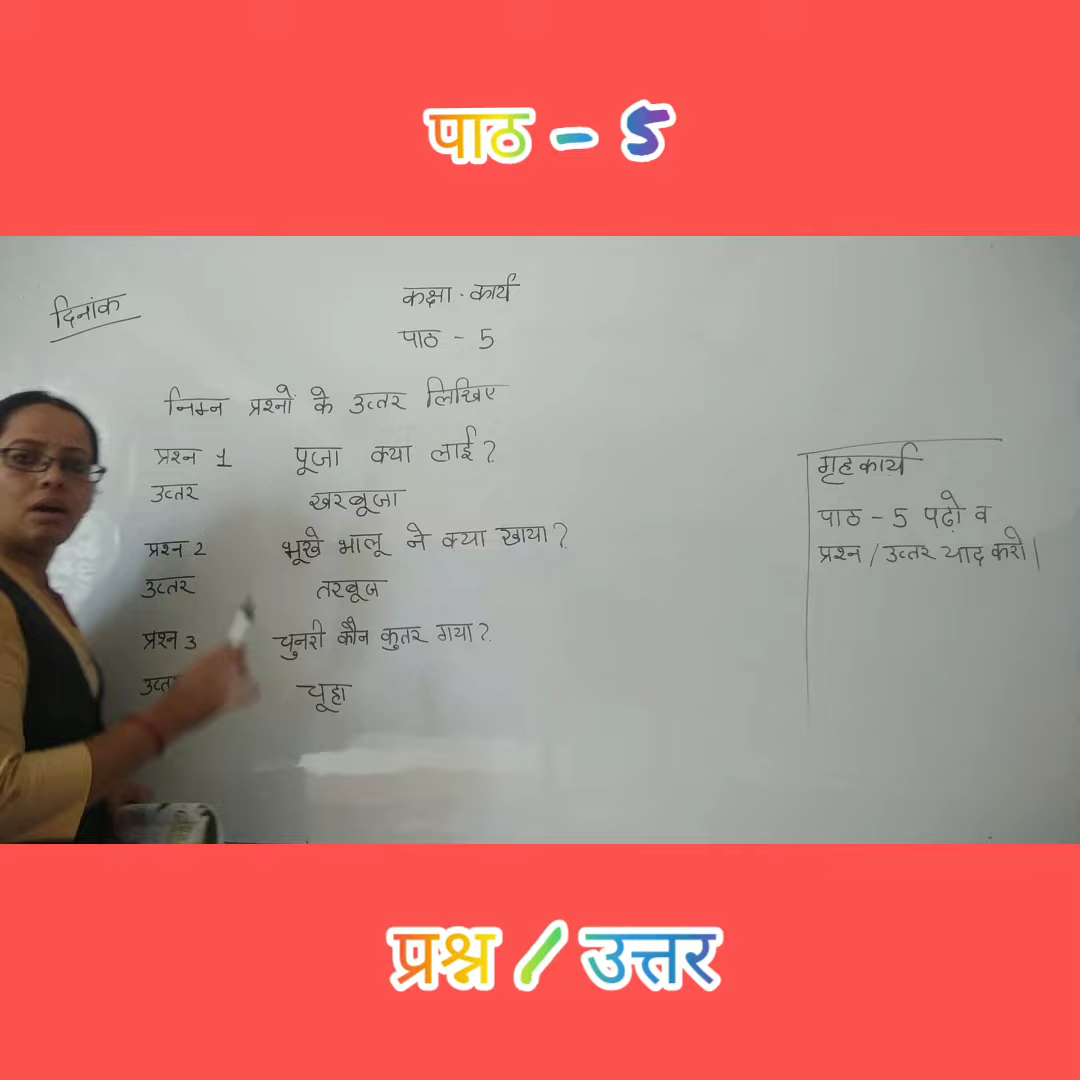 पाठ - 5
दिनांक
कक्षा - कार्य
पाठ - 5
निम्न प्रश्नों के उत्तर लिखिए
प्रश्न 1 पूजा क्या लाई?
उत्तर खरबूजा
प्रश्न 2 भूखे भालू ने क्या खाया?
उत्तर तरबूज
प्रश्न 3 चुनरी कौन कुतर गया?
चूहा
गृहकार्य
पाठ - 5 पढ़ो व
प्रश्न / उत्तर याद करो।
प्रश्न / उत्तर